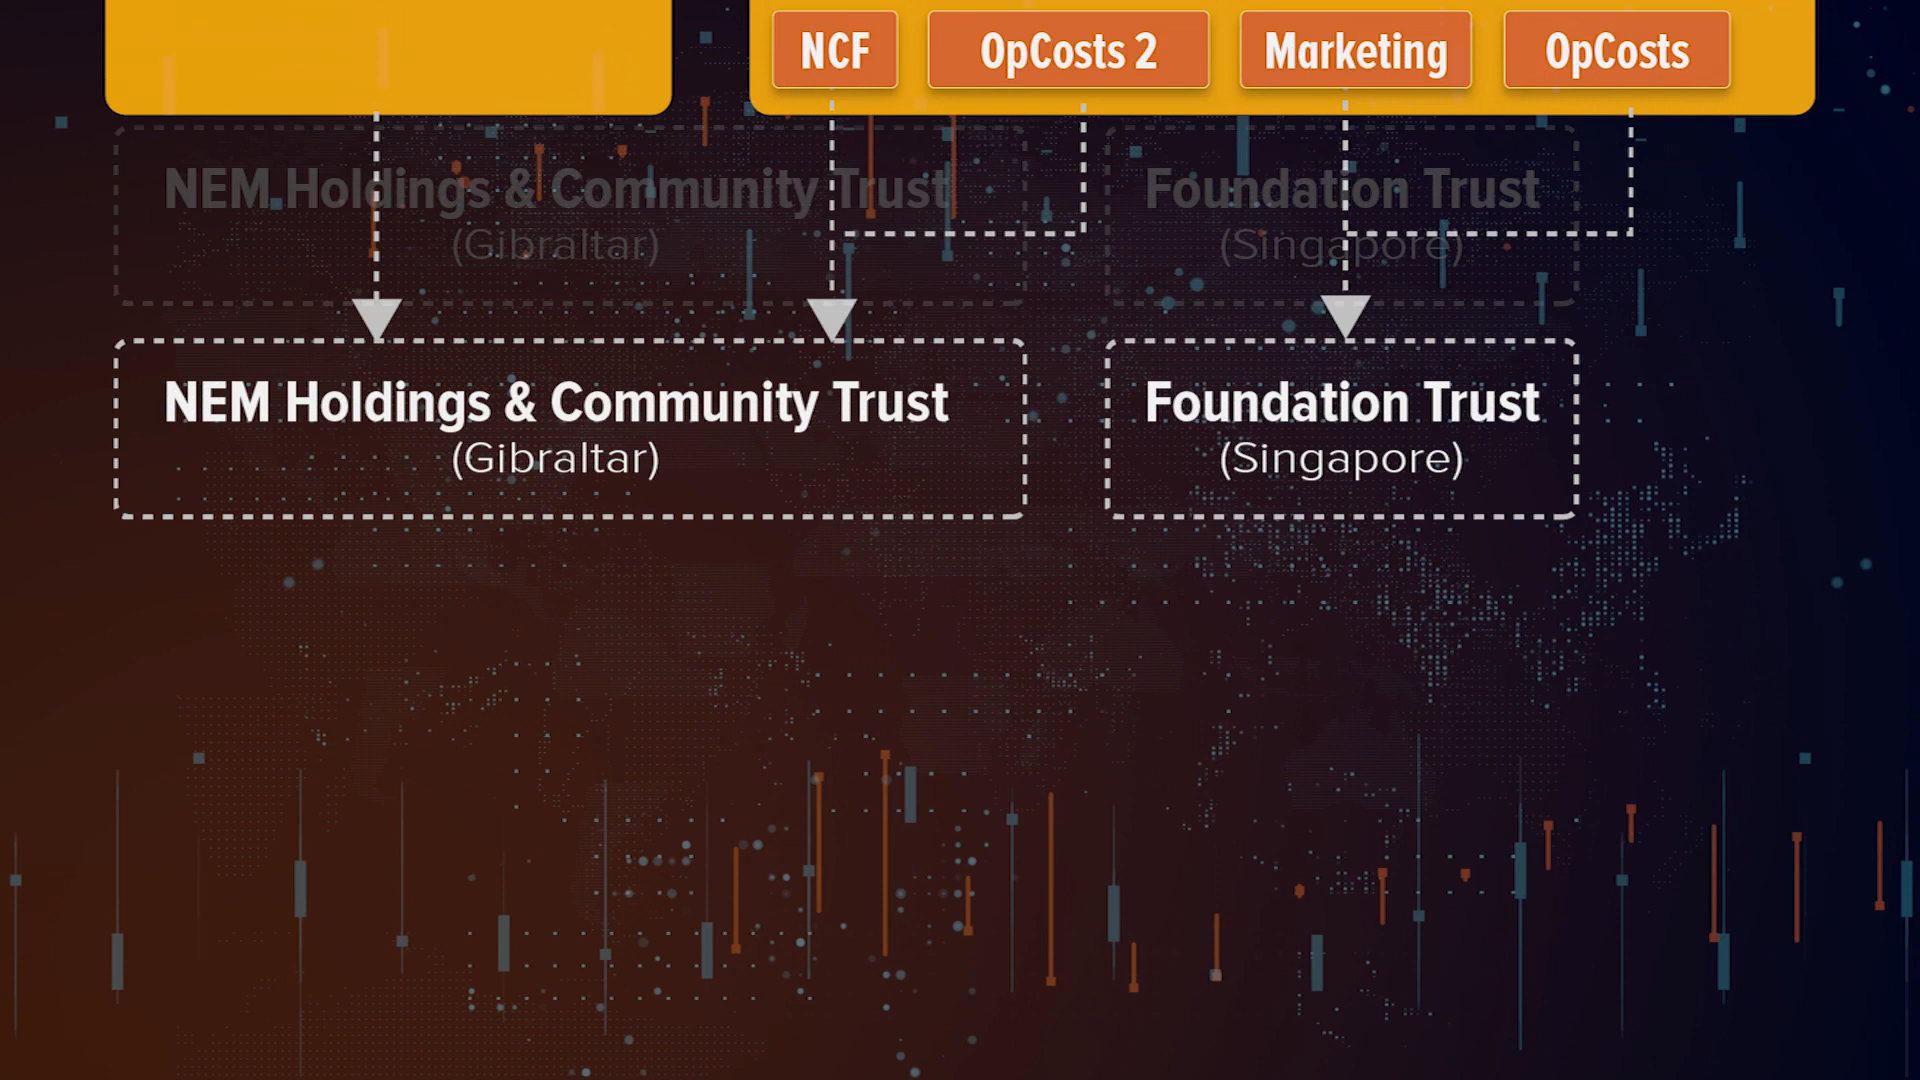 NCF OpCosts 2 Marketing OpCosts
NEM Holdings & Community Trust Foundation Trust
(Gibraltar) (Singapore)
NEM Holdings & Community Trust Foundation Trust
(Gibraltar) (Singapore)